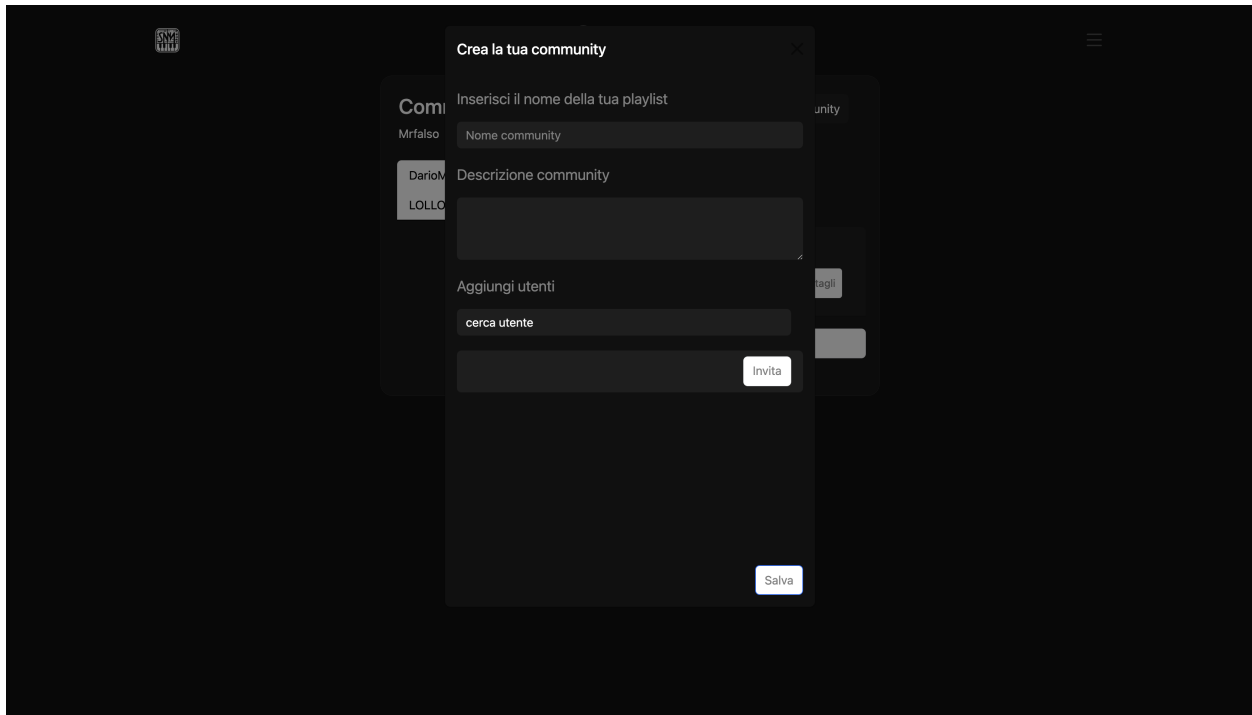 SNM
Crea la tua community
Comm
unity
Inserisci il nome della tua playlist
Mrfalso
Nome community
DarioM
Descrizione community
LOLLO
tagli
Aggiungi utenti
cerca utente
Invita
Salva